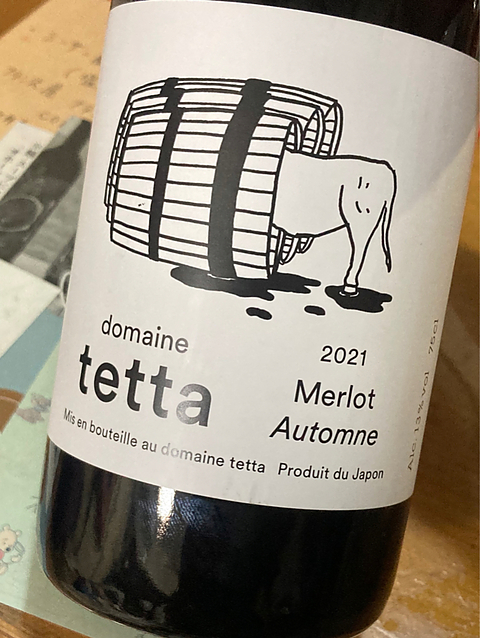 domaine
tetta
2021
Merlot
Automne
Mis en bouteille au domaine tetta
Produit du Japon
Alc. 13% vol 75cl